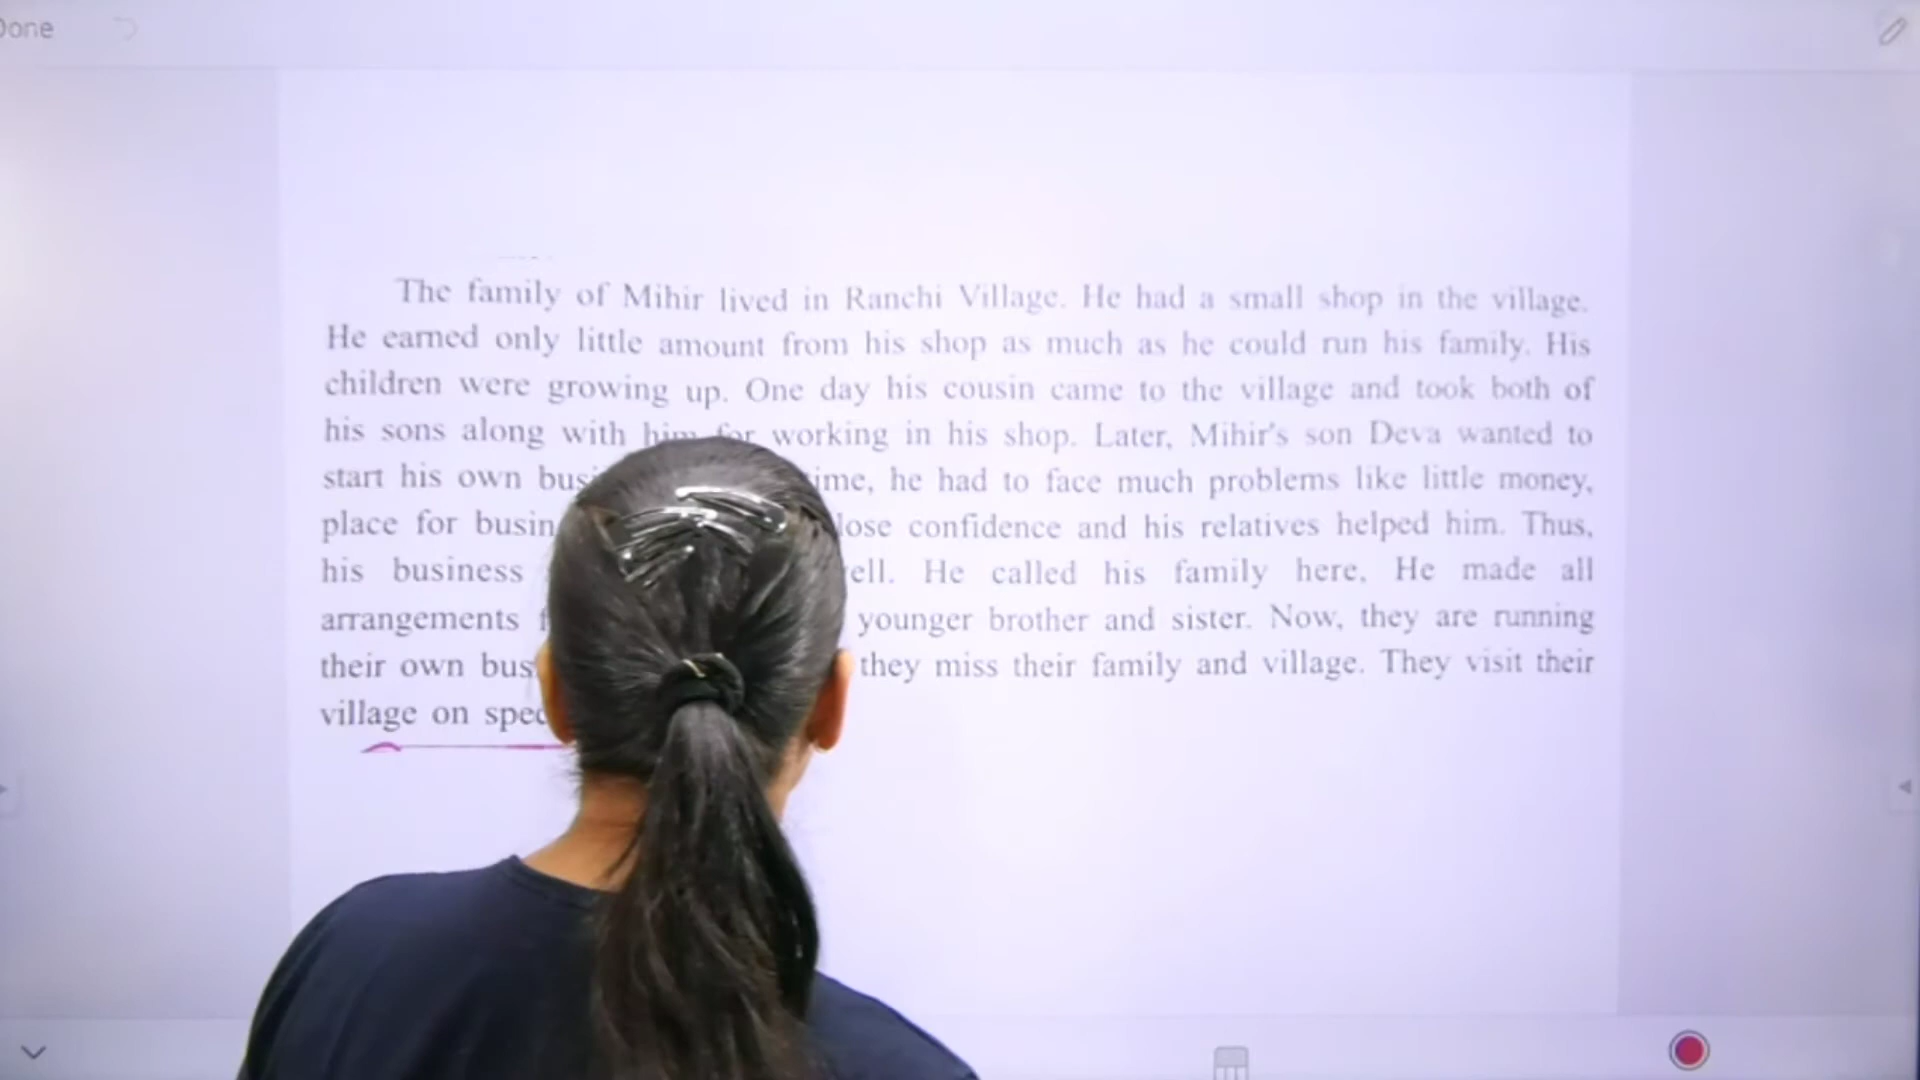 Done
The family of Mihir lived in Ranchi Village. He had a small shop in the village.
He earned only little amount from his shop as much as he could run his family. His
children were growing up. One day his cousin came to the village and took both of
his sons along with him for working in his shop. Later, Mihir's son Deva wanted to
start his own he had to face much problems like little money,
place for lose confidence and his relatives helped him. Thus,
his business He called his family here. He made all
arrangements younger brother and sister. Now, they are running
their own they miss their family and village. They visit their
village on